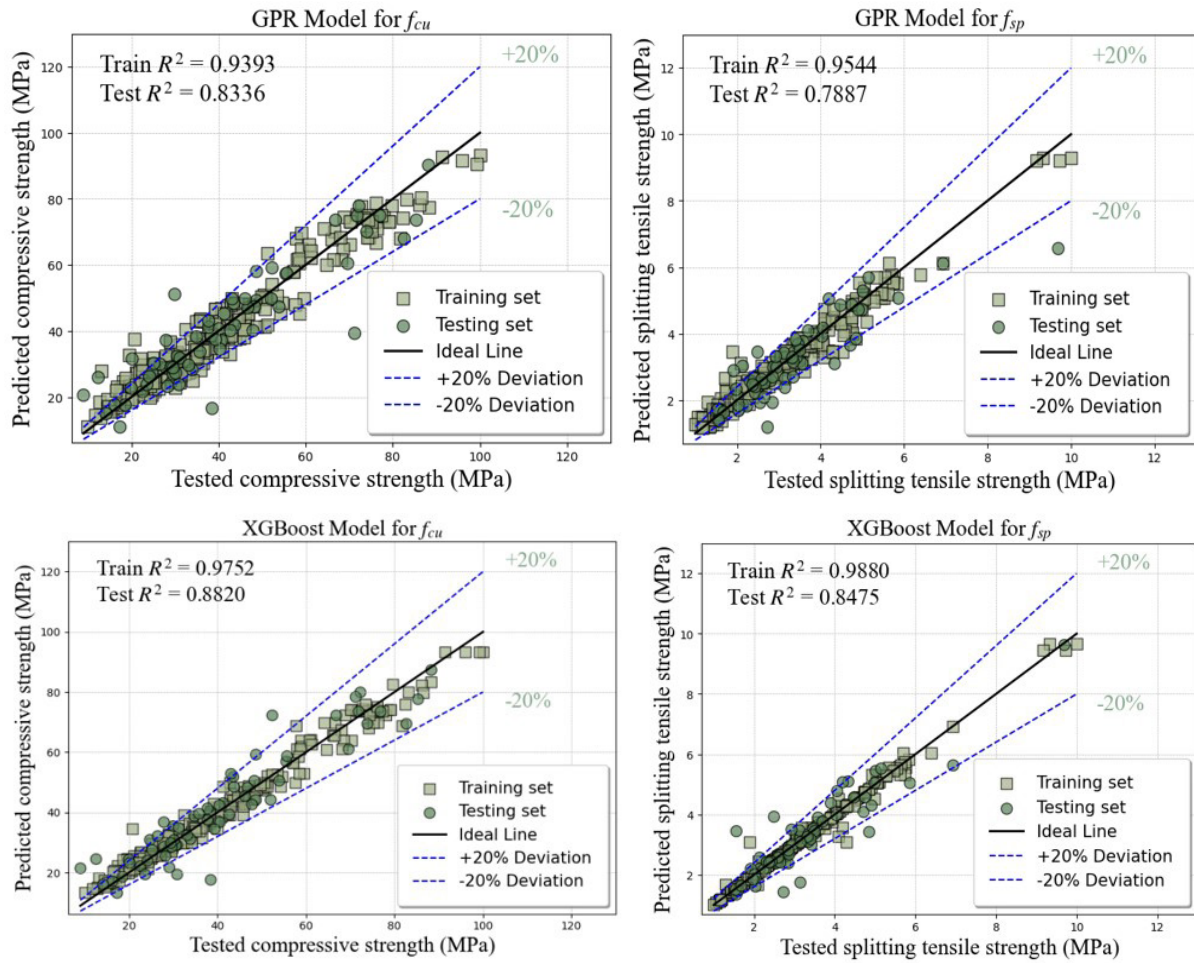 GPR Model for fcu
Predicted compressive strength (MPa)
120
100
80
60
40
20
Train R² = 0.9393
Test R² = 0.8336
+20%
-20%
Training set
Testing set
Ideal Line
+20% Deviation
-20% Deviation
20 40 60 80 100 120
Tested compressive strength (MPa)
GPR Model for fsp
Predicted splitting tensile strength (MPa)
12
10
8
6
4
2
Train R² = 0.9544
Test R² = 0.7887
+20%
-20%
Training set
Testing set
Ideal Line
+20% Deviation
-20% Deviation
2 4 6 8 10 12
Tested splitting tensile strength (MPa)
XGBoost Model for fcu
Predicted compressive strength (MPa)
120
100
80
60
40
20
Train R² = 0.9752
Test R² = 0.8820
+20%
-20%
Training set
Testing set
Ideal Line
+20% Deviation
-20% Deviation
20 40 60 80 100 120
Tested compressive strength (MPa)
XGBoost Model for fsp
Predicted splitting tensile strength (MPa)
12
10
8
6
4
2
Train R² = 0.9880
Test R² = 0.8475
+20%
-20%
Training set
Testing set
Ideal Line
+20% Deviation
-20% Deviation
2 4 6 8 10 12
Tested splitting tensile strength (MPa)